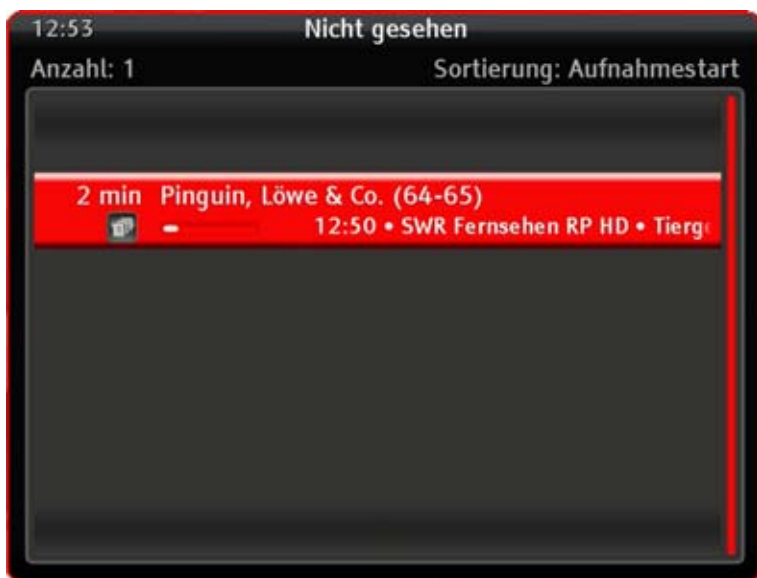 12:53 Nicht gesehen
Anzahl: 1 Sortierung: Aufnahmestart
2 min Pinguin, Löwe & Co. (64-65)
12:50 • SWR Fernsehen RP HD •